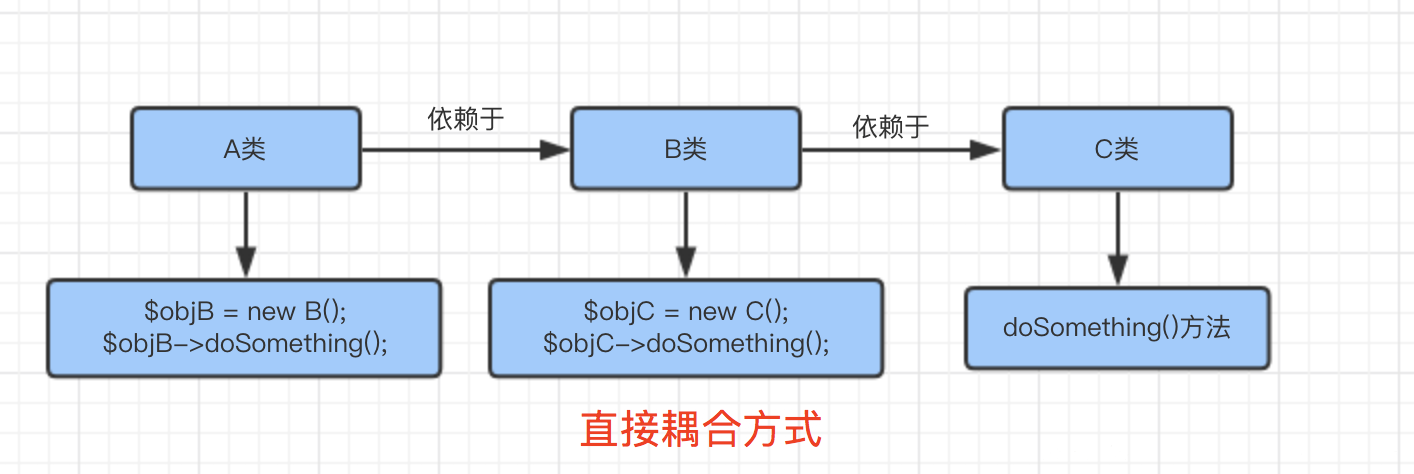 依赖于
依赖于
A类
B类
C类
$objB = new B();
$objB->doSomething();
$objC = new C();
$objC->doSomething();
doSomething()方法
直接耦合方式